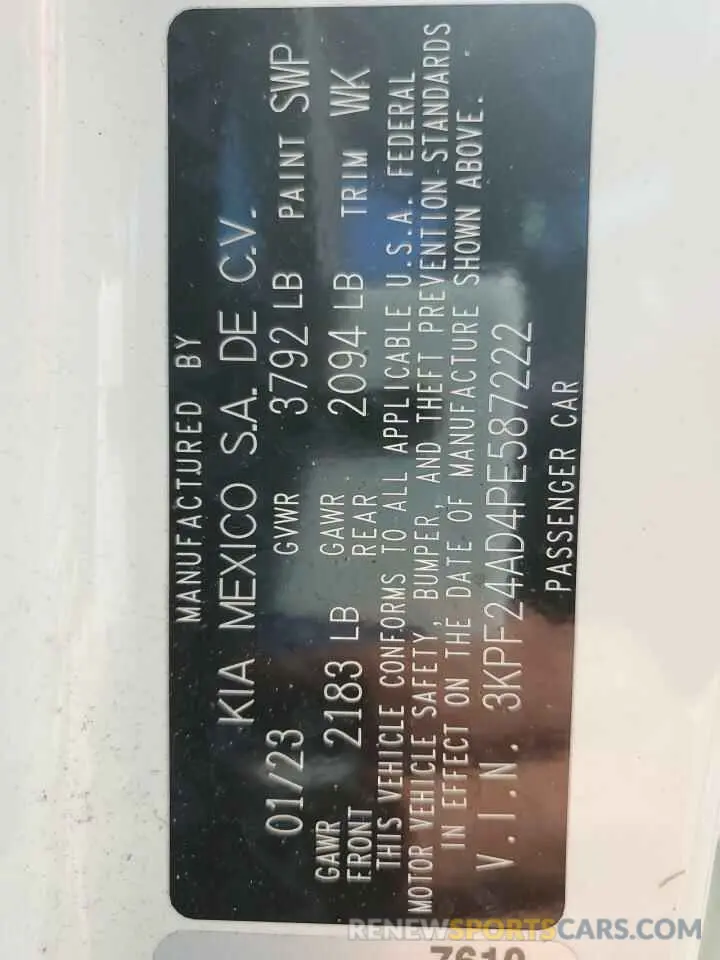 MANUFACTURED BY
KIA MEXICO S.A. DE C.V.
01/23 GVWR 3792 LB PAINT SWP
GAWR FRONT 2183 LB GAWR REAR 2094 LB TRIM WK
THIS VEHICLE CONFORMS TO ALL APPLICABLE U.S.A. FEDERAL
MOTOR VEHICLE SAFETY, BUMPER, AND THEFT PREVENTION STANDARDS
IN EFFECT ON THE DATE OF MANUFACTURE SHOWN ABOVE.
V.I.N. 3KPF24AD4PE587222
PASSENGER CAR
RENEWSPORTSCARS.COM